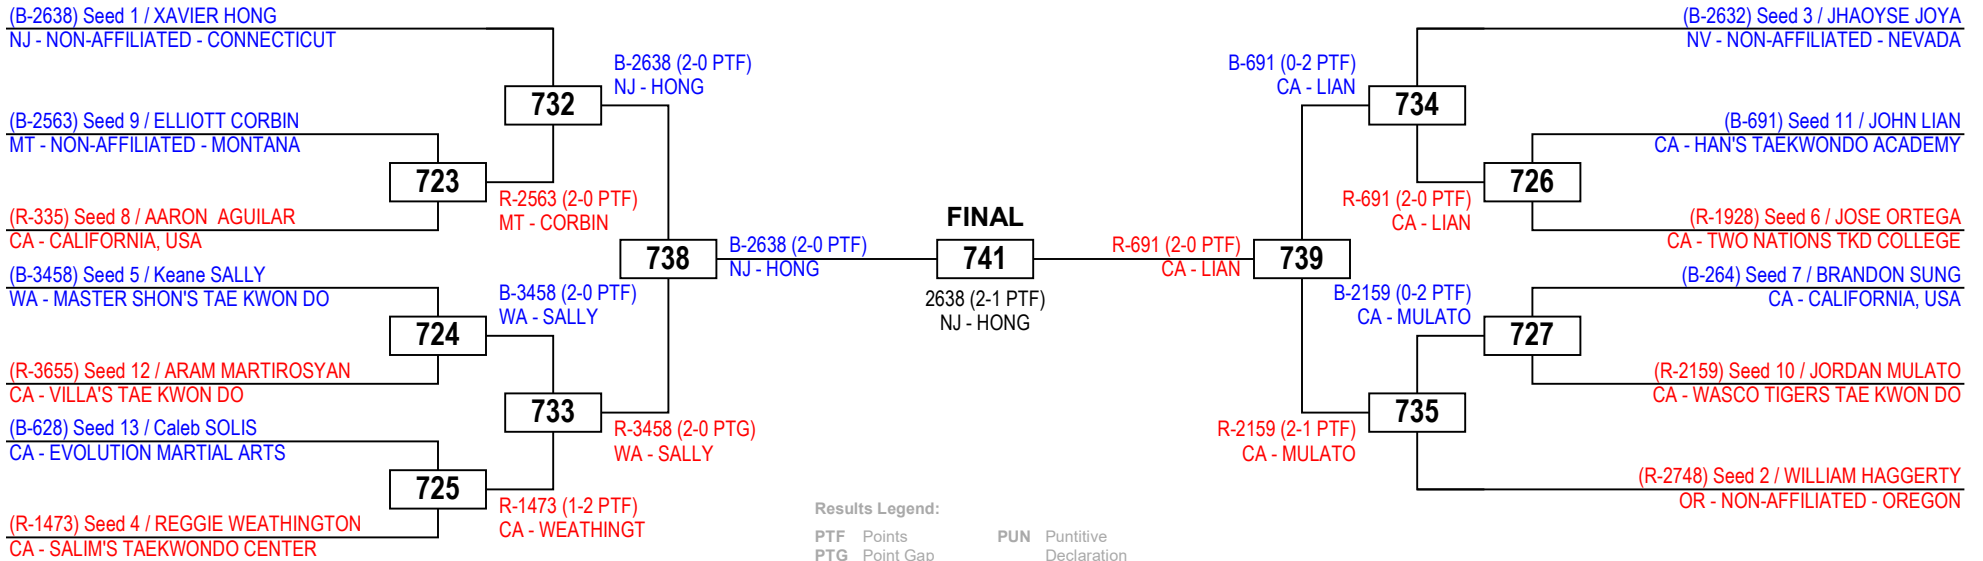 (B-2638) Seed 1 / XAVIER HONG
NJ - NON-AFFILIATED - CONNECTICUT
(B-2563) Seed 9 / ELLIOTT CORBIN
MT - NON-AFFILIATED - MONTANA
(R-335) Seed 8 / AARON  AGUILAR
CA - CALIFORNIA, USA
(B-3458) Seed 5 / Keane SALLY
WA - MASTER SHON'S TAE KWON DO
(R-3655) Seed 12 / ARAM MARTIROSYAN
CA - VILLA'S TAE KWON DO
(B-628) Seed 13 / Caleb SOLIS
CA - EVOLUTION MARTIAL ARTS
(R-1473) Seed 4 / REGGIE WEATHINGTON
CA - SALIM'S TAEKWONDO CENTER
723
724
725
R-2563 (2-0 PTF)
MT - CORBIN
B-3458 (2-0 PTF)
WA - SALLY
R-1473 (1-2 PTF)
CA - WEATHINGT
732
733
B-2638 (2-0 PTF)
NJ - HONG
R-3458 (2-0 PTG)
WA - SALLY
738
B-2638 (2-0 PTF)
NJ - HONG
FINAL
741
2638 (2-1 PTF)
NJ - HONG
R-691 (2-0 PTF)
CA - LIAN
739
B-691 (0-2 PTF)
CA - LIAN
R-2159 (2-1 PTF)
CA - MULATO
734
735
R-691 (2-0 PTF)
CA - LIAN
B-2159 (0-2 PTF)
CA - MULATO
726
727
(B-2632) Seed 3 / JHAOYSE JOYA
NV - NON-AFFILIATED - NEVADA
(B-691) Seed 11 / JOHN LIAN
CA - HAN'S TAEKWONDO ACADEMY
(R-1928) Seed 6 / JOSE ORTEGA
CA - TWO NATIONS TKD COLLEGE
(B-264) Seed 7 / BRANDON SUNG
CA - CALIFORNIA, USA
(R-2159) Seed 10 / JORDAN MULATO
CA - WASCO TIGERS TAE KWON DO
(R-2748) Seed 2 / WILLIAM HAGGERTY
OR - NON-AFFILIATED - OREGON
Results Legend:
PTF Points PUN Puntitive
PTG Point Gap Declaration